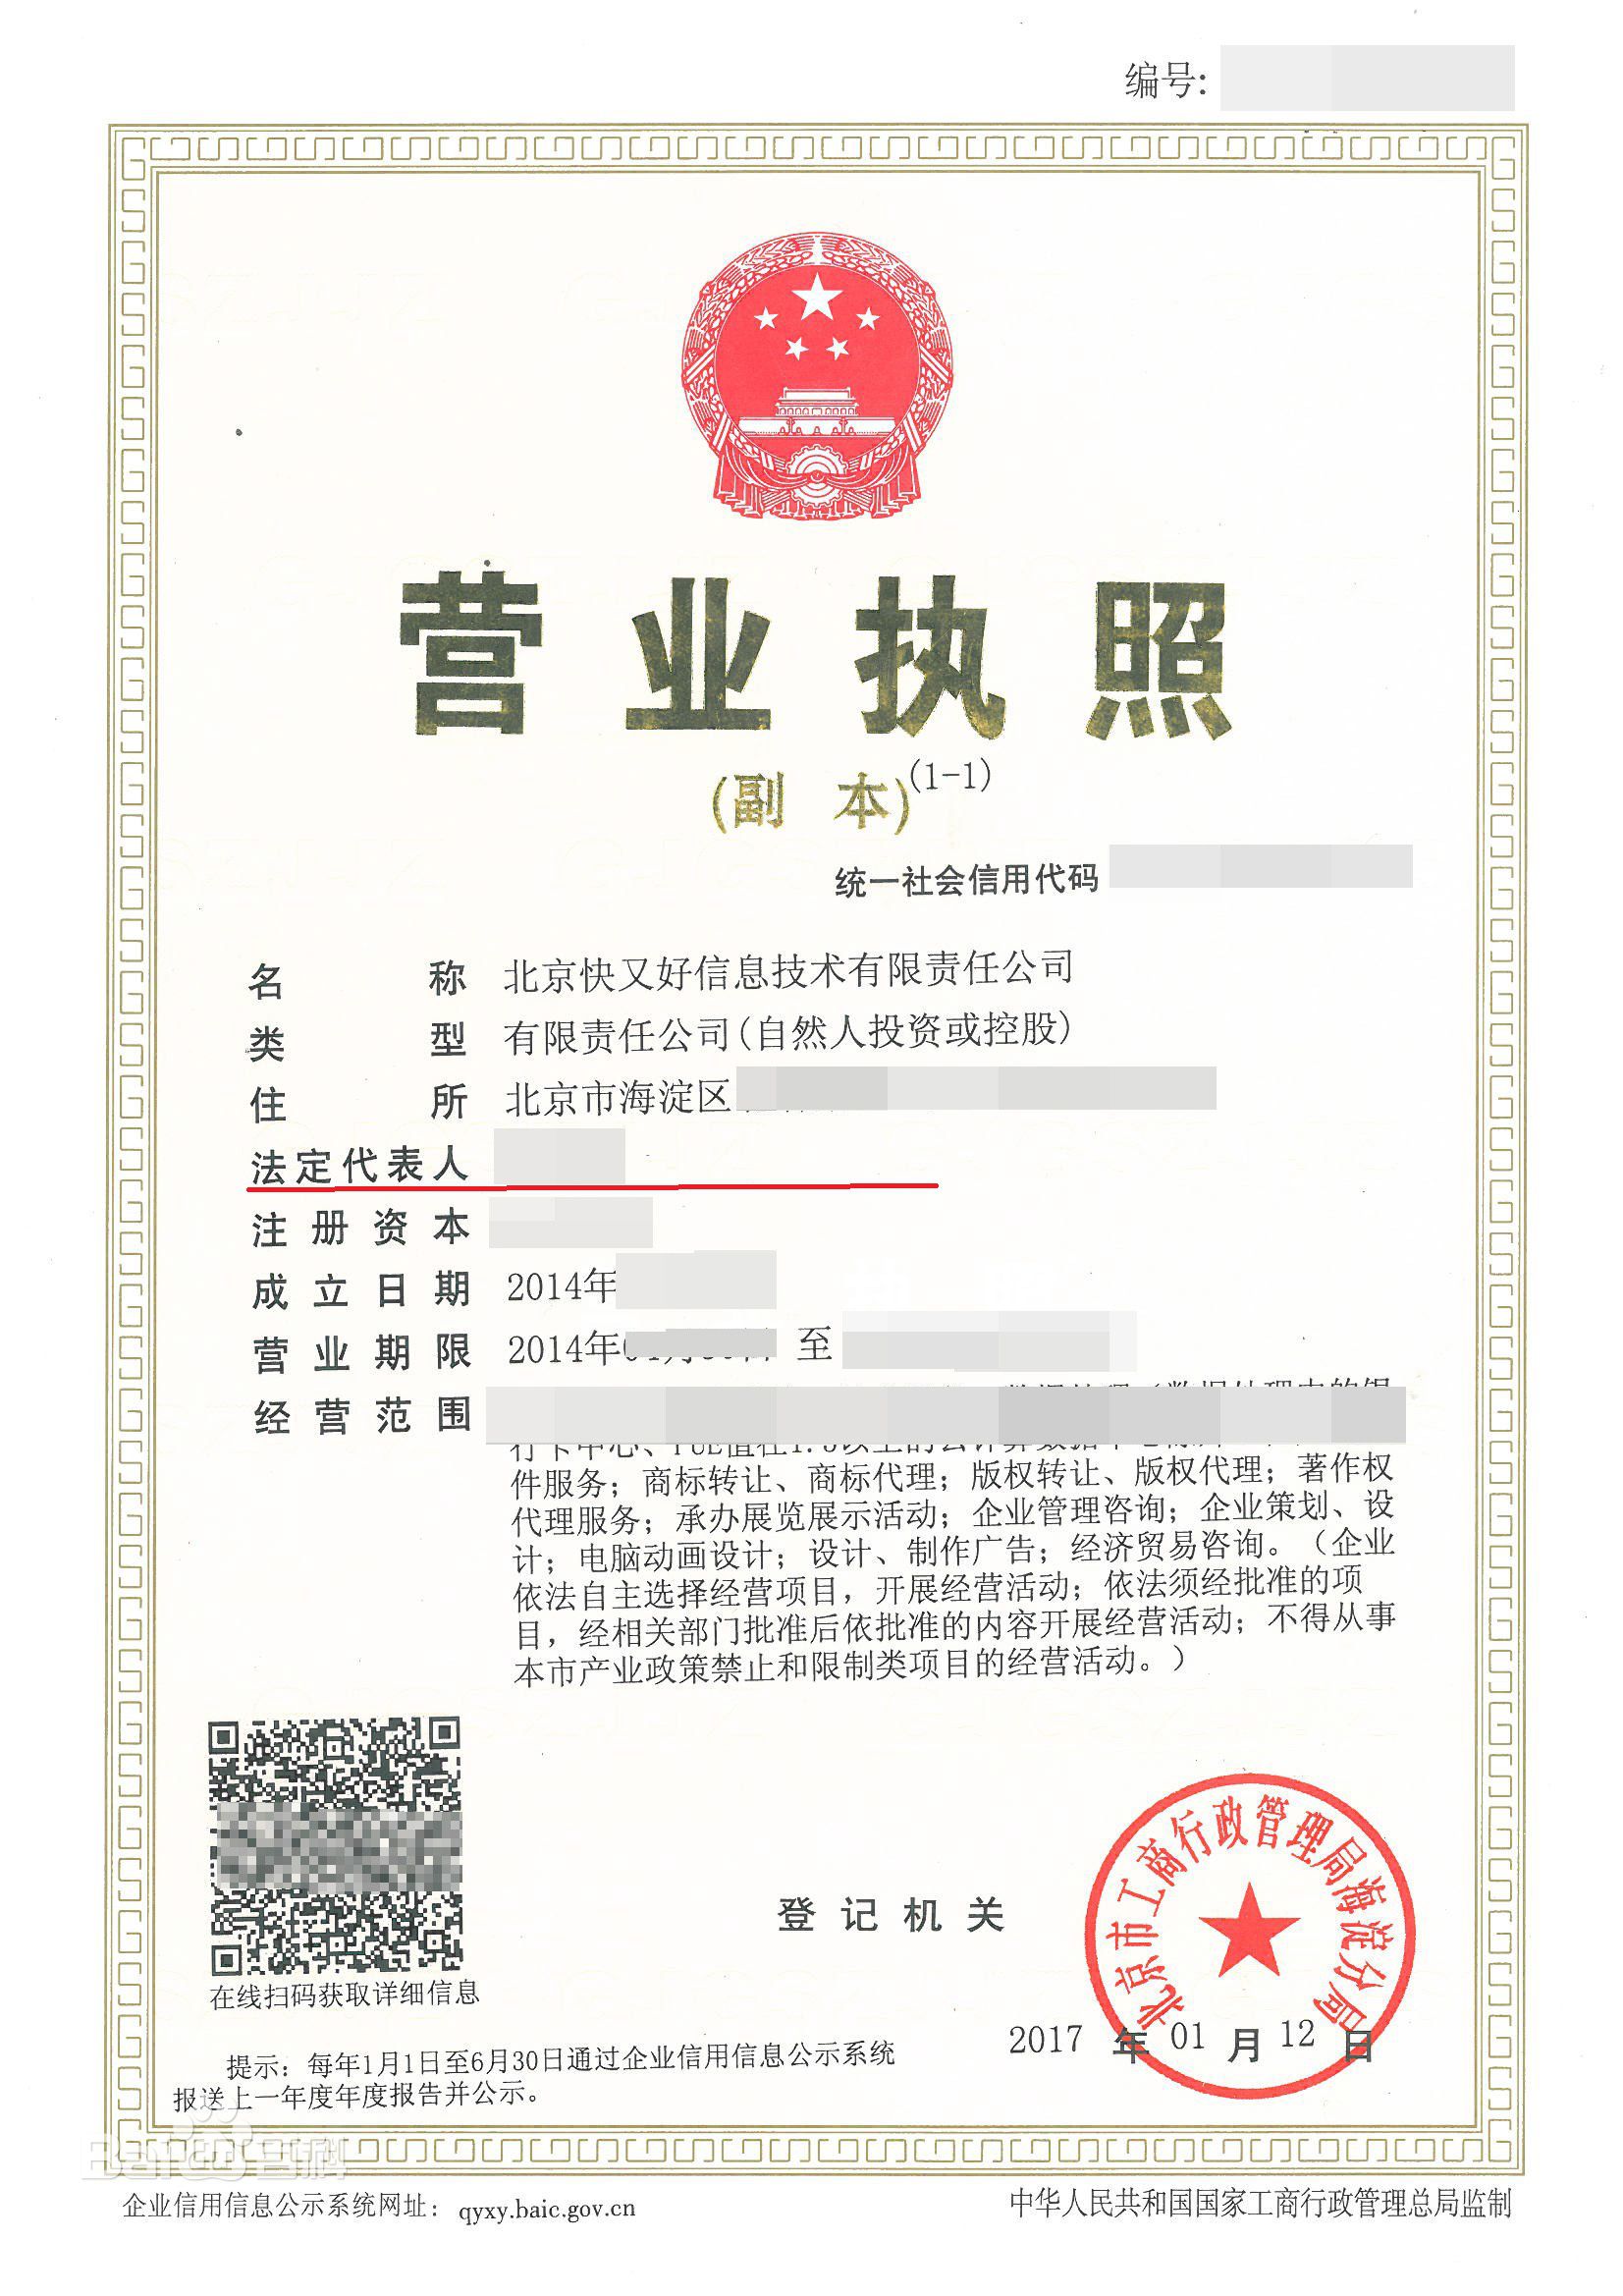 编号:
营业执照
(副 本)(1-1)
统一社会信用代码
名 称 北京快又好信息技术有限责任公司
类 型 有限责任公司(自然人投资或控股)
住 所 北京市海淀区
法定代表人
注册资本
成立日期 2014年
营业期限 2014年 至
经营范围
件服务；商标转让、商标代理；版权转让、版权代理；著作权
代理服务；承办展览展示活动；企业管理咨询；企业策划、设
计；电脑动画设计；设计、制作广告；经济贸易咨询。（企业
依法自主选择经营项目，开展经营活动；依法须经批准的项
目，经相关部门批准后依批准的内容开展经营活动；不得从事
本市产业政策禁止和限制类项目的经营活动。）
在线扫码获取详细信息
登记机关
北京市工商行政管理局海淀分局
2017 年 01 月 12 日
提示：每年1月1日至6月30日通过企业信用信息公示系统
报送上一年度年度报告并公示。
Bai百科
企业信用信息公示系统网址：qyxy.baic.gov.cn
中华人民共和国国家工商行政管理总局监制